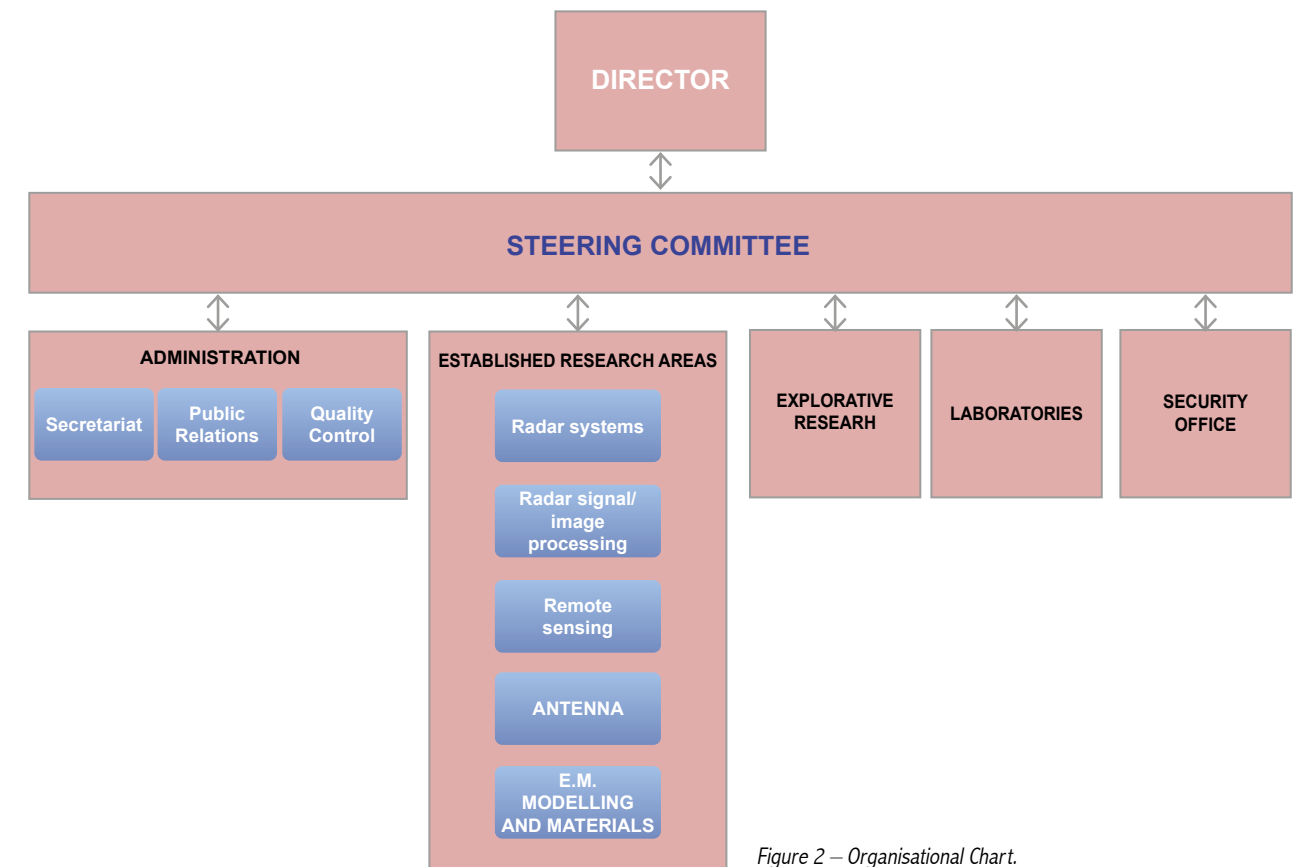 DIRECTOR
STEERING COMMITTEE
ADMINISTRATION
Secretariat
Public
Relations
Quality
Control
ESTABLISHED RESEARCH AREAS
Radar systems
Radar signal/
image
processing
Remote
sensing
ANTENNA
E.M.
MODELLING
AND MATERIALS
EXPLORATIVE
RESEARH
LABORATORIES
SECURITY
OFFICE
Figure 2 – Organisational Chart.